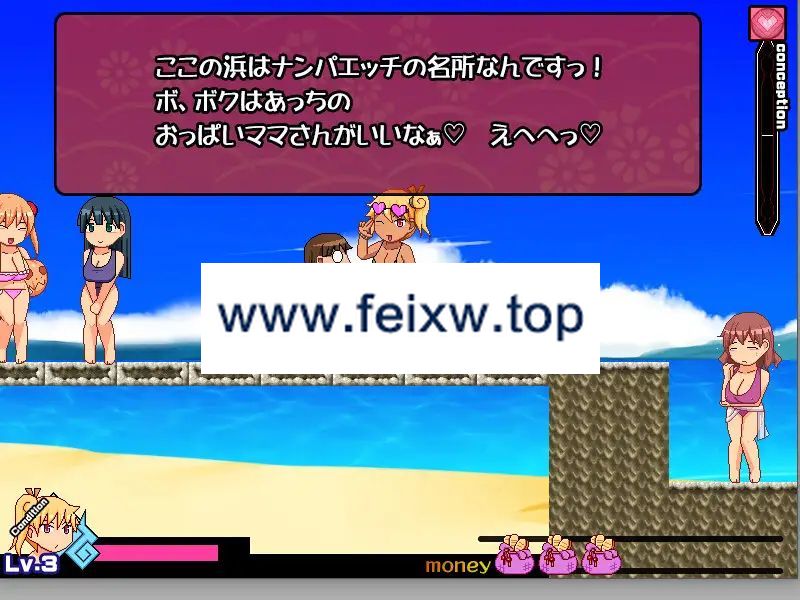 ここの浜はナンパエッチの名所なんですっ！
ボ、ボクはあっちの
おっぱいママさんがいいなぁ♡　えへへっ♡
conception
www.feixw.top
Condition
Lv.3
money